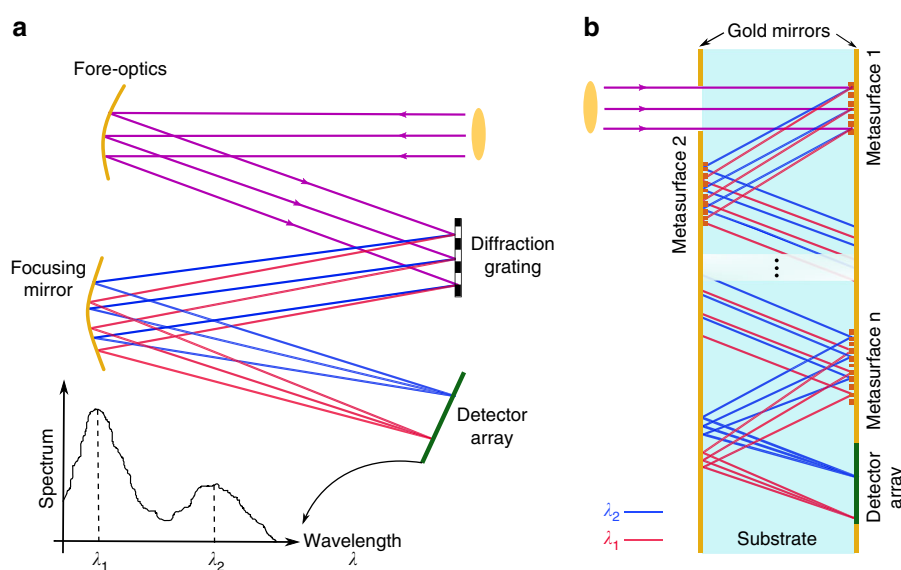 a
Fore-optics
Diffraction
grating
Focusing
mirror
Detector
array
Spectrum
Wavelength
λ1
λ2
λ
b
Gold mirrors
Metasurface 1
Metasurface 2
Metasurface n
Detector
array
λ2
λ1
Substrate